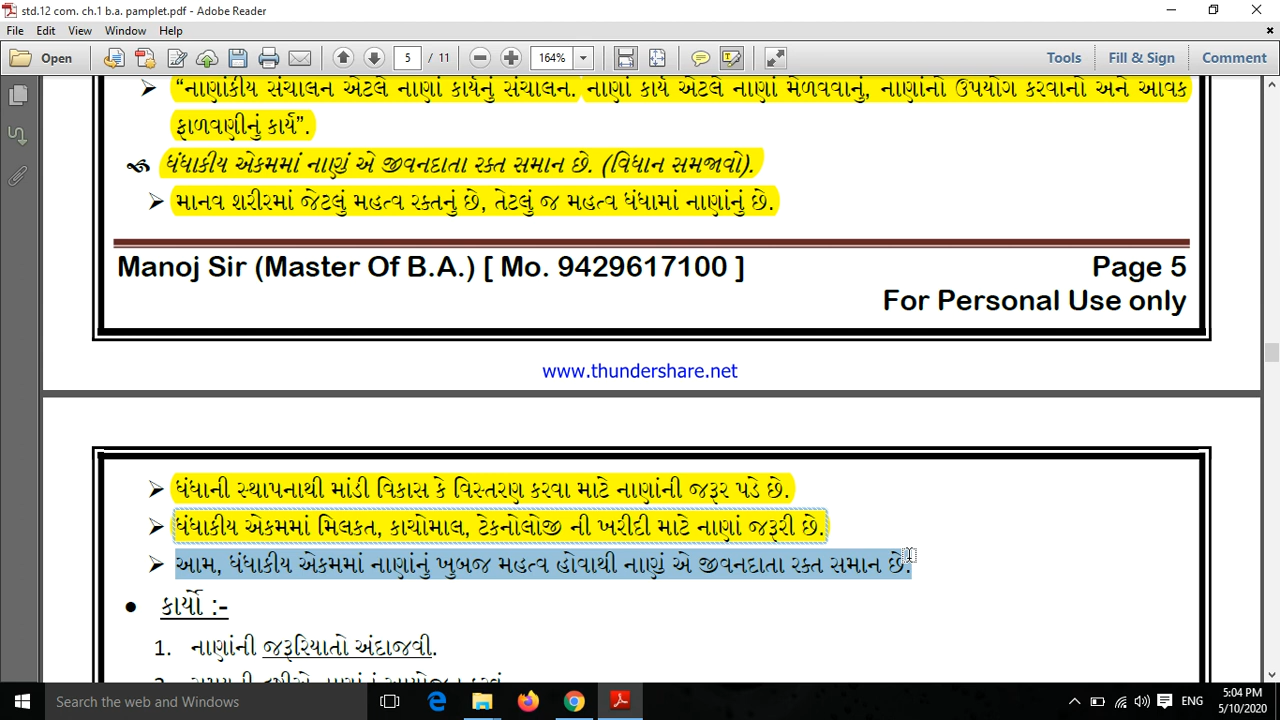 std.12 com. ch.1 b.a. pamplet.pdf - Adobe Reader
File Edit View Window Help
Open 5 / 11 164% Tools Fill & Sign Comment
“નાણાંકીય સંચાલન એટલે નાણાં કાર્યનું સંચાલન. નાણાં કાર્ય એટલે નાણાં મેળવવાનું, નાણાંનો ઉપયોગ કરવાનો અને આવક
ફાળવણીનું કાર્ય”.
ધંધાકીય એકમમાં નાણું એ જીવનદાતા રક્ત સમાન છે. (વિધાન સમજાવો).
માનવ શરીરમાં જેટલું મહત્વ રક્તનું છે, તેટલું જ મહત્વ ધંધામાં નાણાંનું છે.
Manoj Sir (Master Of B.A.) [ Mo. 9429617100 ] Page 5
For Personal Use only
www.thundershare.net
ધંધાની સ્થાપનાથી માંડી વિકાસ કે વિસ્તરણ કરવા માટે નાણાંની જરૂર પડે છે.
ધંધાકીય એકમમાં મિલકત, કાચોમાલ, ટેકનોલોજી ની ખરીદી માટે નાણાં જરૂરી છે.
આમ, ધંધાકીય એકમમાં નાણાંનું ખુબજ મહત્વ હોવાથી નાણું એ જીવનદાતા રક્ત સમાન છે.
કાર્યો :-
1. નાણાંની જરૂરિયાતો અંદાજવી.
Search the web and Windows ENG 5:04 PM
5/10/2020